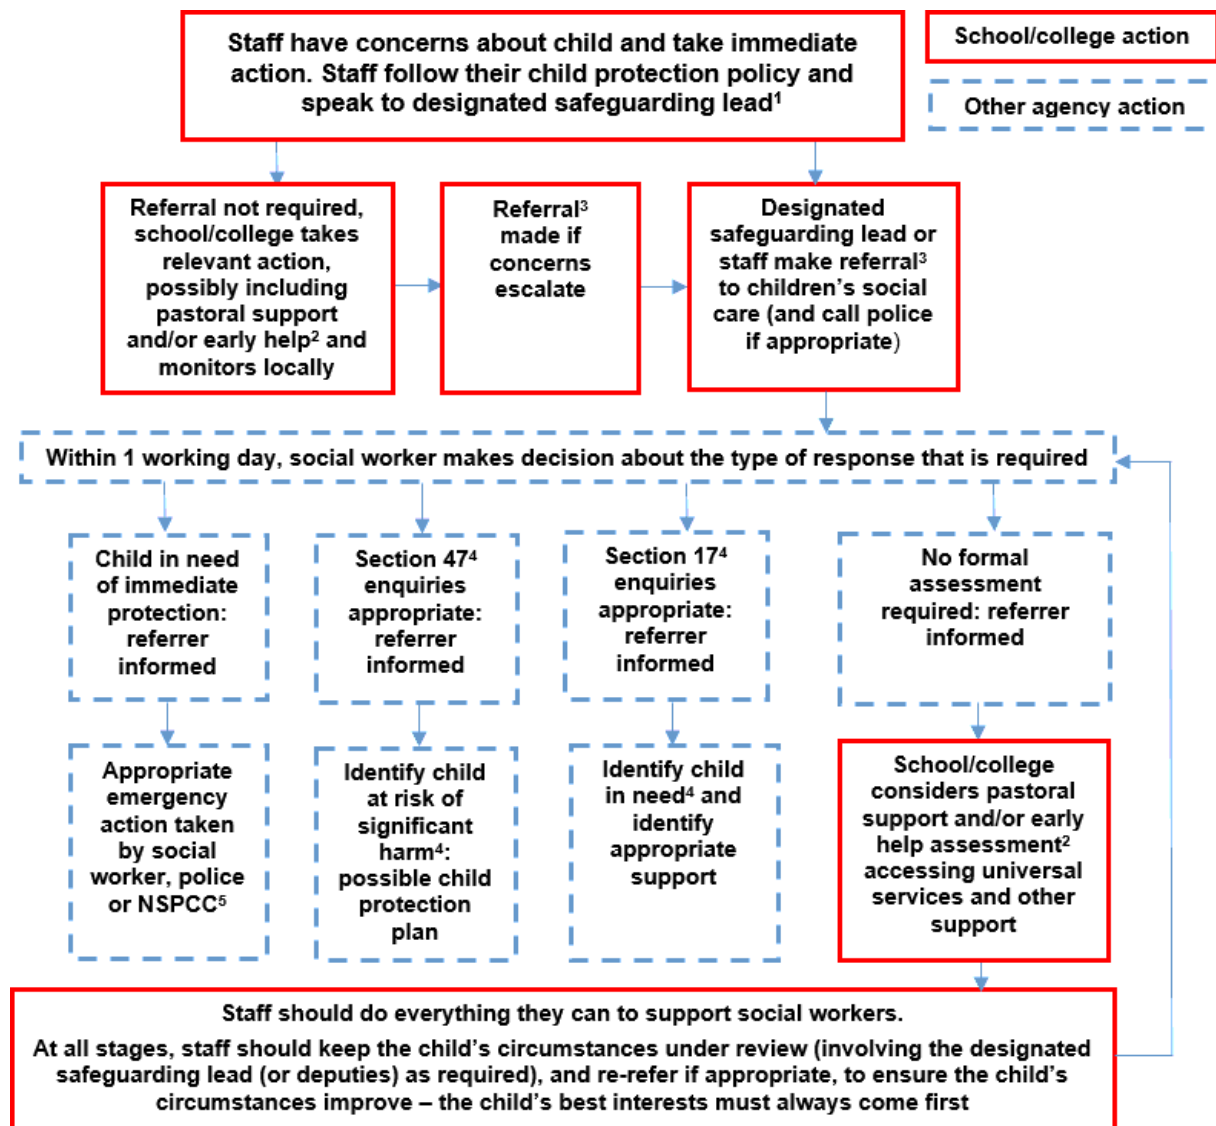 Staff have concerns about child and take immediate
action. Staff follow their child protection policy and
speak to designated safeguarding lead¹
School/college action
Other agency action
Referral not required,
school/college takes
relevant action,
possibly including
pastoral support
and/or early help² and
monitors locally
Referral³
made if
concerns
escalate
Designated
safeguarding lead or
staff make referral³
to children’s social
care (and call police
if appropriate)
Within 1 working day, social worker makes decision about the type of response that is required
Child in need
of immediate
protection:
referrer
informed
Section 47⁴
enquiries
appropriate:
referrer
informed
Section 17⁴
enquiries
appropriate:
referrer
informed
No formal
assessment
required: referrer
informed
Appropriate
emergency
action taken
by social
worker, police
or NSPCC⁵
Identify child
at risk of
significant
harm⁴:
possible child
protection
plan
Identify child
in need⁴ and
identify
appropriate
support
School/college
considers pastoral
support and/or early
help assessment²
accessing universal
services and other
support
Staff should do everything they can to support social workers.
At all stages, staff should keep the child’s circumstances under review (involving the designated
safeguarding lead (or deputies) as required), and re-refer if appropriate, to ensure the child’s
circumstances improve – the child’s best interests must always come first